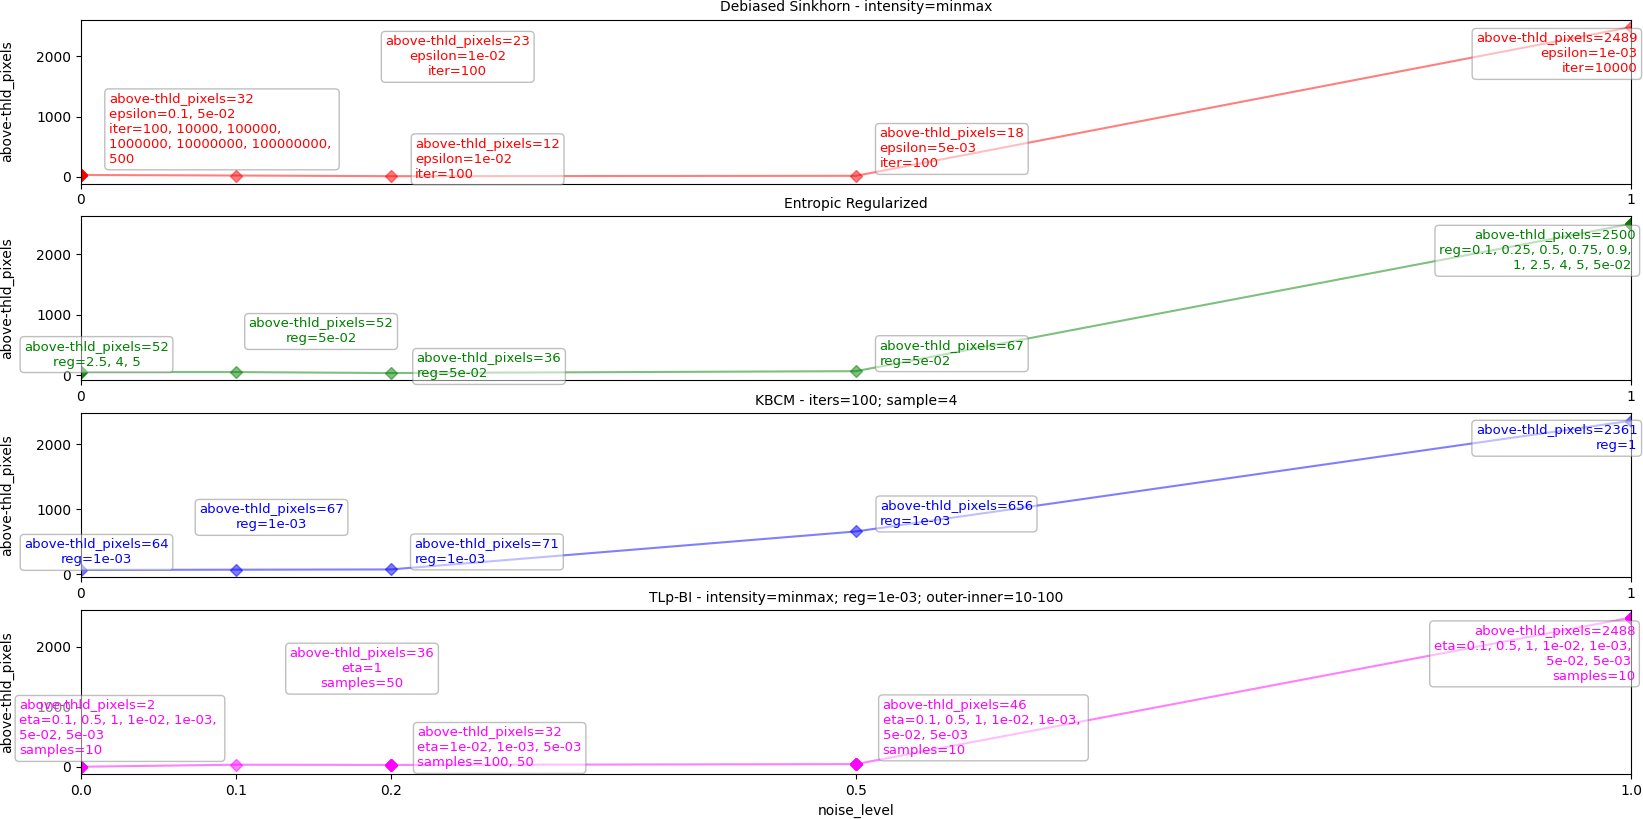 Debiased Sinkhorn - intensity=minmax
above-thld_pixels
2000
1000
0
above-thld_pixels=32
epsilon=0.1, 5e-02
iter=100, 10000, 100000,
1000000, 10000000, 100000000,
500
above-thld_pixels=23
epsilon=1e-02
iter=100
above-thld_pixels=12
epsilon=1e-02
iter=100
above-thld_pixels=18
epsilon=5e-03
iter=100
above-thld_pixels=2489
epsilon=1e-03
iter=10000
0
1
Entropic Regularized
above-thld_pixels
2000
1000
0
above-thld_pixels=52
reg=2.5, 4, 5
above-thld_pixels=52
reg=5e-02
above-thld_pixels=36
reg=5e-02
above-thld_pixels=67
reg=5e-02
above-thld_pixels=2500
reg=0.1, 0.25, 0.5, 0.75, 0.9,
1, 2.5, 4, 5, 5e-02
0
1
KBCM - iters=100; sample=4
above-thld_pixels
2000
1000
0
above-thld_pixels=64
reg=1e-03
above-thld_pixels=67
reg=1e-03
above-thld_pixels=71
reg=1e-03
above-thld_pixels=656
reg=1e-03
above-thld_pixels=2361
reg=1
0
1
TLp-BI - intensity=minmax; reg=1e-03; outer-inner=10-100
above-thld_pixels
2000
1000
0
above-thld_pixels=2
eta=0.1, 0.5, 1, 1e-02, 1e-03,
5e-02, 5e-03
samples=10
above-thld_pixels=36
eta=1
samples=50
above-thld_pixels=32
eta=1e-02, 1e-03, 5e-03
samples=100, 50
above-thld_pixels=46
eta=0.1, 0.5, 1, 1e-02, 1e-03,
5e-02, 5e-03
samples=10
above-thld_pixels=2488
eta=0.1, 0.5, 1, 1e-02, 1e-03,
5e-02, 5e-03
samples=10
0.0
0.1
0.2
0.5
1.0
noise_level